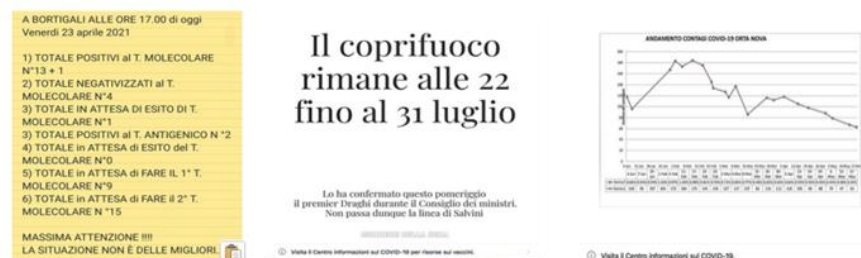 A BORTIGALI ALLE ORE 17.00 di oggi
Venerdi 23 aprile 2021
1) TOTALE POSITIVI al T. MOLECOLARE
N°13 + 1
2) TOTALE NEGATIVIZZATI al T.
MOLECOLARE N°4
3) TOTALE IN ATTESA DI ESITO DI T.
MOLECOLARE N°1
3) TOTALE POSITIVI al T. ANTIGENICO N °2
4) TOTALE in ATTESA di ESITO del T.
MOLECOLARE N°0
5) TOTALE in ATTESA di FARE IL 1° T.
MOLECOLARE N°9
6) TOTALE in ATTESA di FARE il 2° T.
MOLECOLARE N °15
MASSIMA ATTENZIONE !!!!
LA SITUAZIONE NON È DELLE MIGLIORI.
Il coprifuoco
rimane alle 22
fino al 31 luglio
Lo ha confermato questo pomeriggio
il premier Draghi durante il Consiglio dei ministri.
Non passa dunque la linea di Salvini
CORRIERE DELLA SERA
Visita il Centro informazioni sul COVID-19 per risorse sui vaccini.
ANDAMENTO CONTAGI COVID-19 ORTA NOVA
Visita il Centro informazioni sul COVID-19.